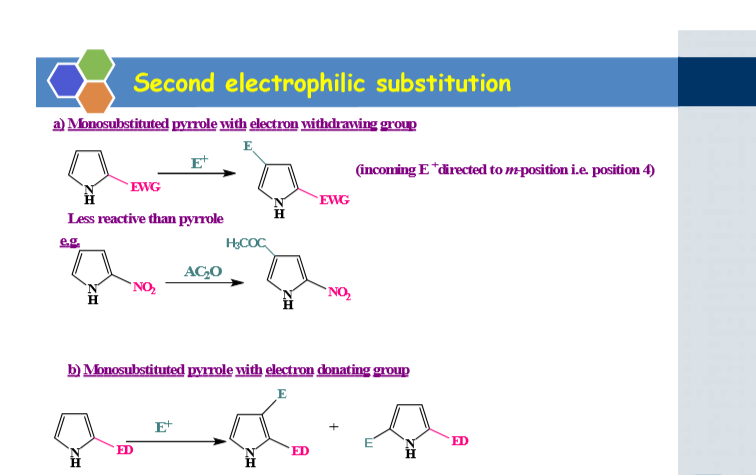 Second electrophilic substitution
a) Monosubstituted pyrrole with electron withdrawing group
E
E+
N
H
EWG
N
H
EWG
(incoming E + directed to m-position i.e. position 4)
Less reactive than pyrrole
e.g.
H3COC
AC2O
N
H
NO2
N
H
NO2
b) Monosubstituted pyrrole with electron donating group
E
E+
N
H
ED
N
H
ED
+
E
N
H
ED